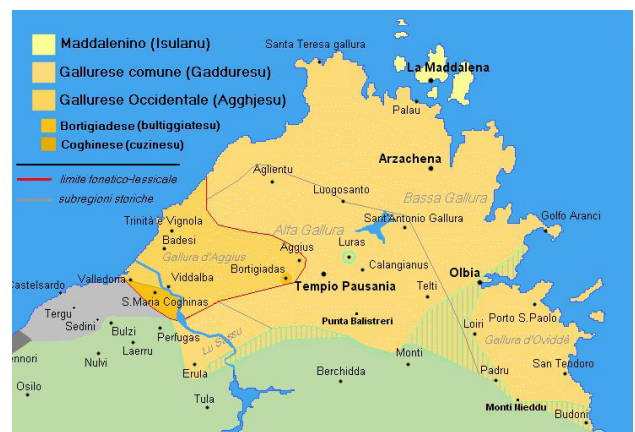 Maddalenino (Isulanu)
Gallurese comune (Gadduresu)
Gallurese Occidentale (Agghjesu)
Bortigiadese (bultiggiatesu)
Coghinese (cuzinesu)
limite fonetico-lessicale
subregioni storiche
Santa Teresa gallura
La Maddalena
Palau
Arzachena
Aglientu
Bassa Gallura
Luogosanto
Trinità e Vignola
Alta Gallura
Sant'Antonio Gallura
Golfo Aranci
Badesi
Gallura d'Aggius
Aggius
Luras
Bortigiadas
Calangianus
Olbia
Valledoria
Viddalba
Tempio Pausania
Telti
Castelsardo
S.Maria Coghinas
Porto S.Paolo
Tergu
Punta Balistreri
Sedini
Bulzi
Perfugas
Lu Sassu
Loiri
Gallura d'Oviddè
Laerru
ennori
Nulvi
Monti
San Teodoro
Erula
Osilo
Berchidda
Padru
Tula
Monti Nieddu
Budoni